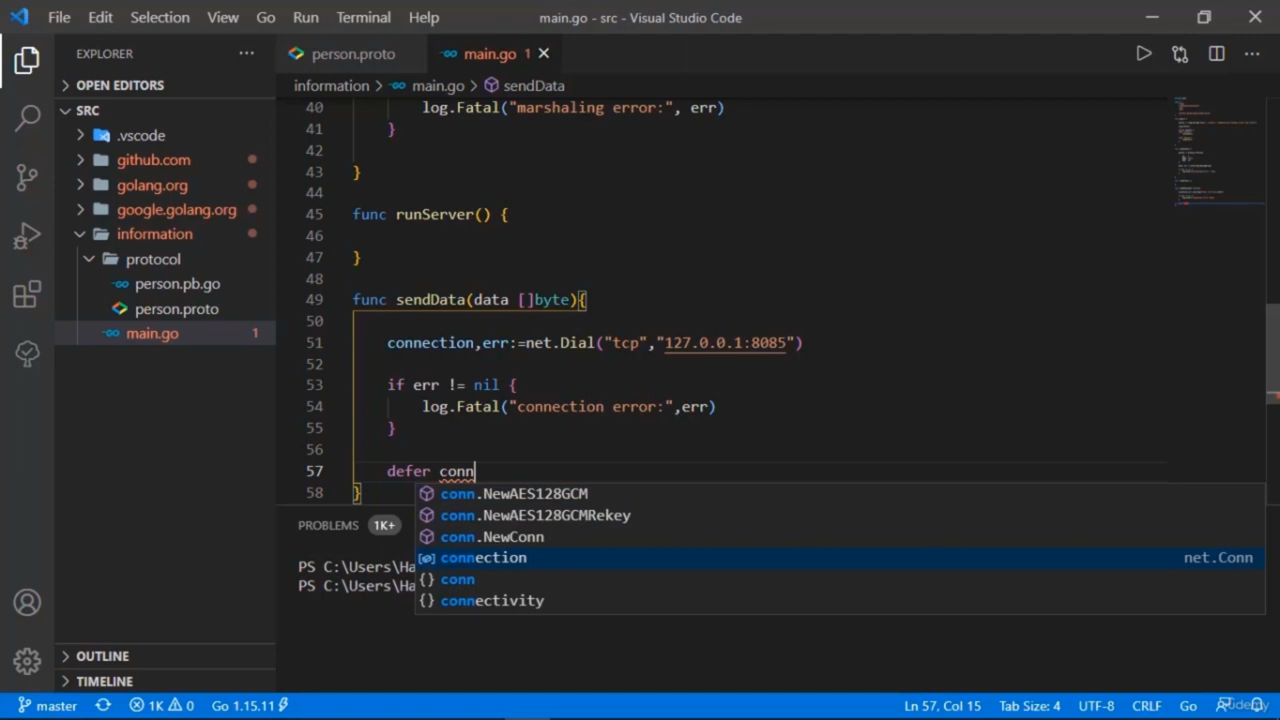 File Edit Selection View Go Run Terminal Help main.go - src - Visual Studio Code
EXPLORER
person.proto main.go 1
OPEN EDITORS
information > main.go > sendData
SRC
.vscode
github.com
golang.org
google.golang.org
information
protocol
person.pb.go
person.proto
main.go 1
OUTLINE
TIMELINE
40 log.Fatal("marshaling error:", err)
41 }
42
43 }
44
45 func runServer() {
46
47 }
48
49 func sendData(data []byte){
50
51 connection,err:=net.Dial("tcp","127.0.0.1:8085")
52
53 if err != nil {
54 log.Fatal("connection error:",err)
55 }
56
57 defer conn
58 }
conn.NewAES128GCM
conn.NewAES128GCMRekey
conn.NewConn
connection net.Conn
conn
connectivity
PROBLEMS 1K+
PS C:\Users\Ha
PS C:\Users\Ha
master 1K 0 Go 1.15.11 Ln 57, Col 15 Tab Size: 4 UTF-8 CRLF Go